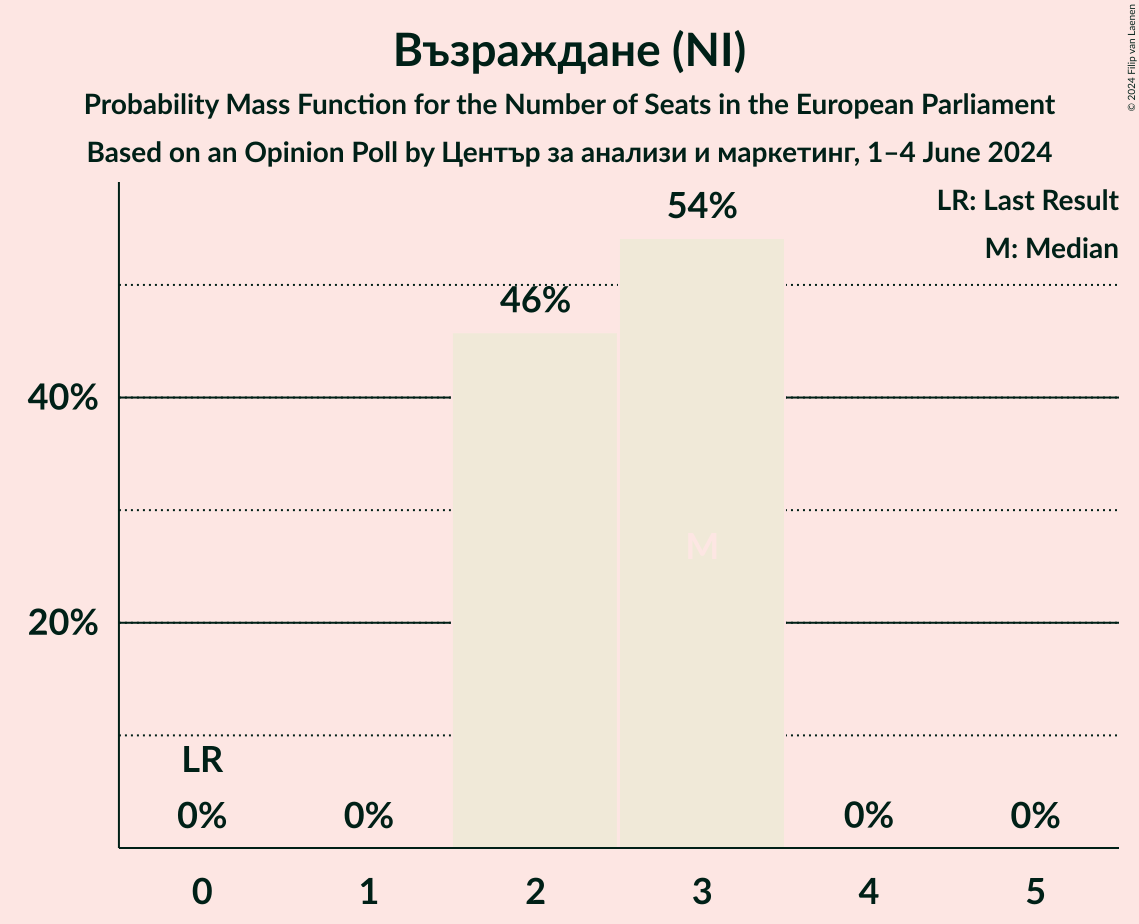 Възраждане (NI)
Probability Mass Function for the Number of Seats in the European Parliament
Based on an Opinion Poll by Център за анализи и маркетинг, 1–4 June 2024
© 2024 Filip van Laenen
LR: Last Result
M: Median
54%
46%
40%
M
20%
LR
0% 0% 0% 0%
0 1 2 3 4 5